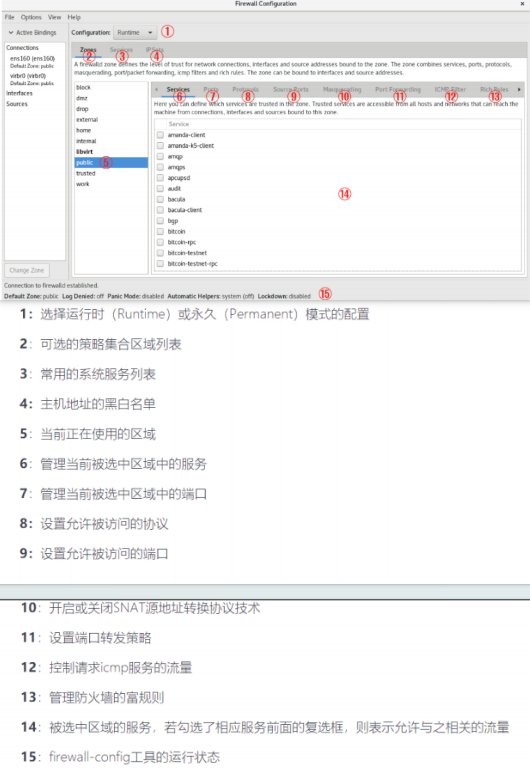 Firewall Configuration
File Options View Help
Active Bindings
Configuration: Runtime ①
Connections
ens160 (ens160)
Default Zone: public
virbr0 (virbr0)
Default Zone: public
Interfaces
Sources
Change Zone
Zones ② Services ③ IPSets ④
A firewalld zone defines the level of trust for network connections, interfaces and source addresses bound to the zone. The zone combines services, ports, protocols,
masquerading, port/packet forwarding, icmp filters and rich rules. The zone can be bound to interfaces and source addresses.
block
dmz
drop
external
home
internal
libvirt
public ⑤
trusted
work
Services ⑥ Ports ⑦ Protocols ⑧ Source Ports ⑨ Masquerading ⑩ Port Forwarding ⑪ ICMP Filter ⑫ Rich Rules ⑬
Here you can define which services are trusted in the zone. Trusted services are accessible from all hosts and networks that can reach the
machine from connections, interfaces and sources bound to this zone.
Service
amanda-client
amanda-k5-client
amqp
amqps
apcupsd
audit
bacula
bacula-client
bgp
bitcoin
bitcoin-rpc
bitcoin-testnet
bitcoin-testnet-rpc
⑭
Connection to firewalld established.
Default Zone: public Log Denied: off Panic Mode: disabled Automatic Helpers: system (off) Lockdown: disabled ⑮
1：选择运行时（Runtime）或永久（Permanent）模式的配置
2：可选的策略集合区域列表
3：常用的系统服务列表
4：主机地址的黑白名单
5：当前正在使用的区域
6：管理当前被选中区域中的服务
7：管理当前被选中区域中的端口
8：设置允许被访问的协议
9：设置允许被访问的端口
10：开启或关闭SNAT源地址转换协议技术
11：设置端口转发策略
12：控制请求icmp服务的流量
13：管理防火墙的富规则
14：被选中区域的服务，若勾选了相应服务前面的复选框，则表示允许与之相关的流量
15：firewall-config工具的运行状态